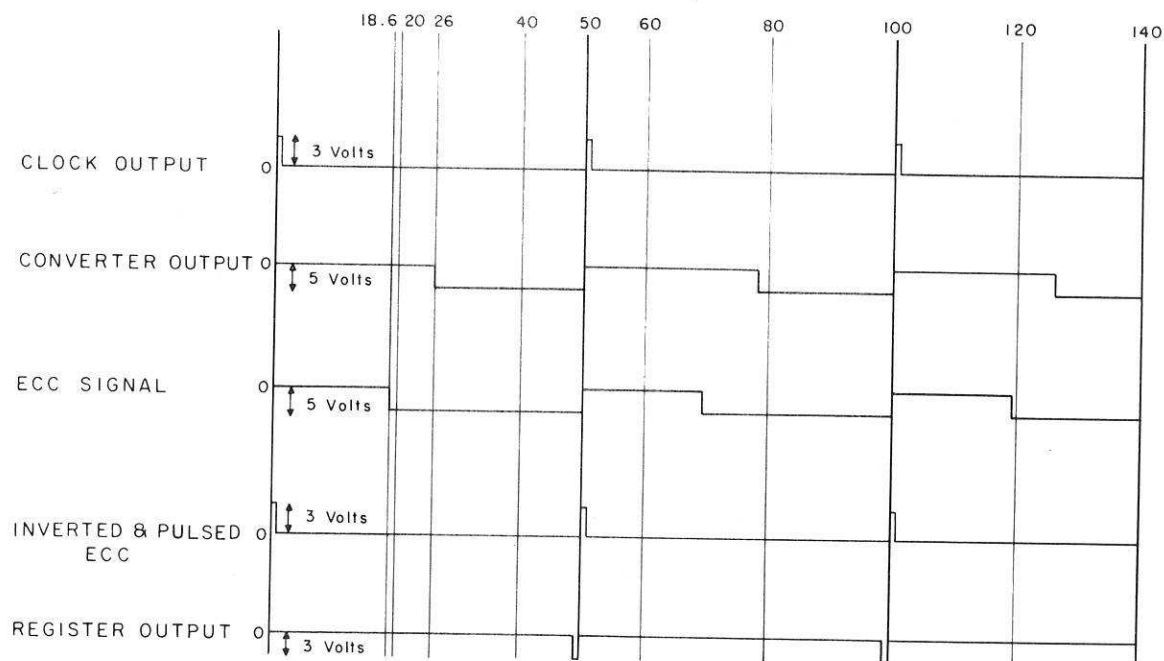 18.6 20 26 40 50 60 80 100 120 140
CLOCK OUTPUT 0 3 Volts
CONVERTER OUTPUT 0 5 Volts
ECC SIGNAL 0 5 Volts
INVERTED & PULSED 0 3 Volts
ECC
REGISTER OUTPUT 0 3 Volts